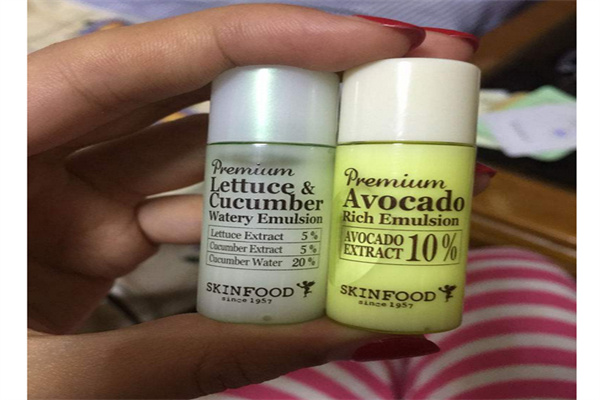 Premium
Lettuce &
Cucumber
Watery Emulsion
Lettuce Extract 5%
Cucumber Extract 5%
Cucumber Water 20%
SKINFOOD
since 1957
Premium
Avocado
Rich Emulsion
AVOCADO
EXTRACT 10%
SKINFOOD
since 1957